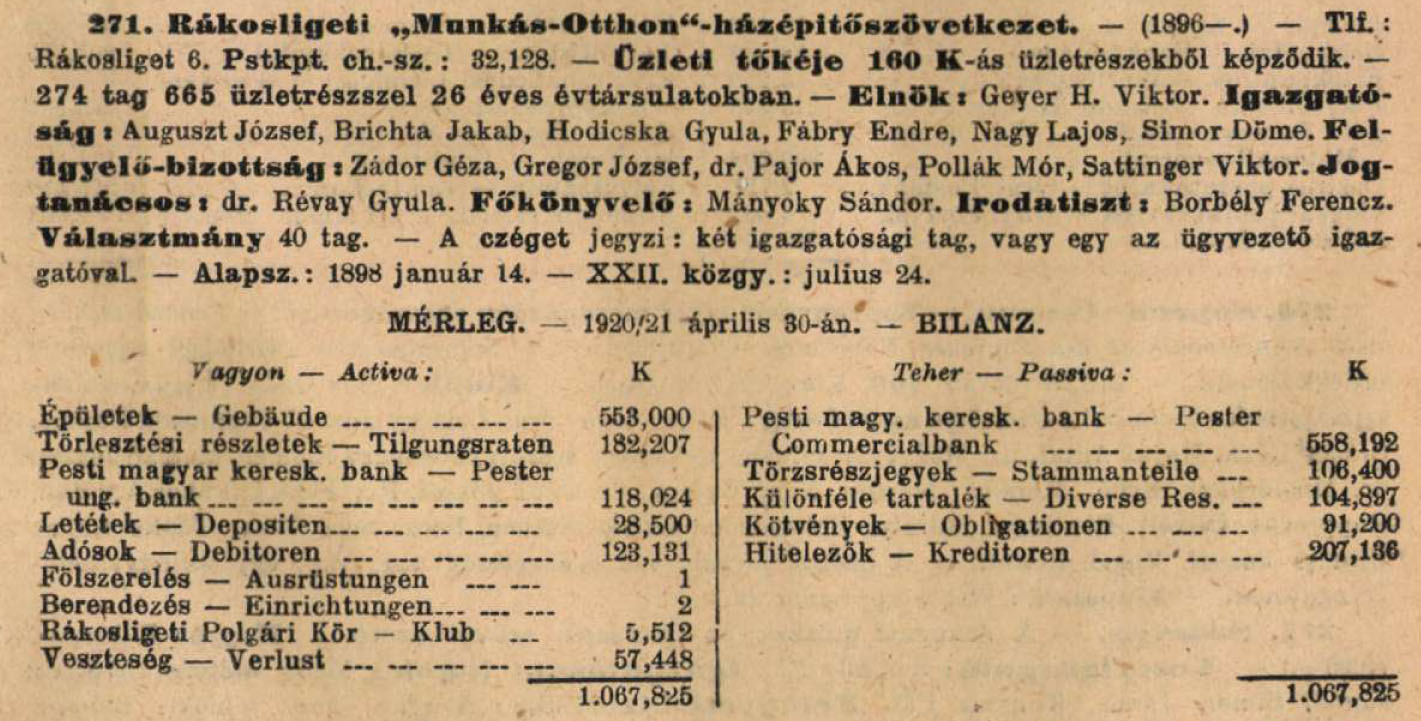 271. Rákosligeti „Munkás-Otthon“-házépitőszövetkezet. — (1896—.) — Tlf.:
Rákosliget 6. Pstkpt. ch.-sz.: 32,128. — Üzleti tőkéje 160 K-ás üzletrészekből képződik. —
274 tag 665 üzletrészszel 26 éves évtársulatokban. — Elnök: Geyer H. Viktor. Igazgató-
ság: Auguszt József, Brichta Jakab, Hodicska Gyula, Fábry Endre, Nagy Lajos, Simor Döme. Fel-
ügyelő-bizottság: Zádor Géza, Gregor József, dr. Pajor Ákos, Pollák Mór, Sattinger Viktor. Jog-
tanácsos: dr. Révay Gyula. Főkönyvelő: Mányoky Sándor. Irodatiszt: Borbély Ferencz.
Választmány 40 tag. — A czéget jegyzi: két igazgatósági tag, vagy egy az ügyvezető igaz-
gatóval. — Alapsz.: 1898 január 14. — XXII. közgy.: julius 24.
MÉRLEG. — 1920/21 április 30-án. — BILANZ.
Vagyon — Activa: K
Épületek — Gebäude 553,000
Törlesztési részletek — Tilgungsraten 182,207
Pesti magyar keresk. bank — Pester
ung. bank 118,024
Letétek — Depositen 28,500
Adósok — Debitoren 123,131
Fölszerelés — Ausrüstungen 1
Berendezés — Einrichtungen 2
Rákosligeti Polgári Kör — Klub 5,512
Veszteség — Verlust 57,448
1.067,825
Teher — Passiva: K
Pesti magy. keresk. bank — Pester
Commercialbank 558,192
Törzsrészjegyek — Stammanteile 106,400
Különféle tartalék — Diverse Res. 104,897
Kötvények — Obligationen 91,200
Hitelezők — Kreditoren 207,136
1.067,825